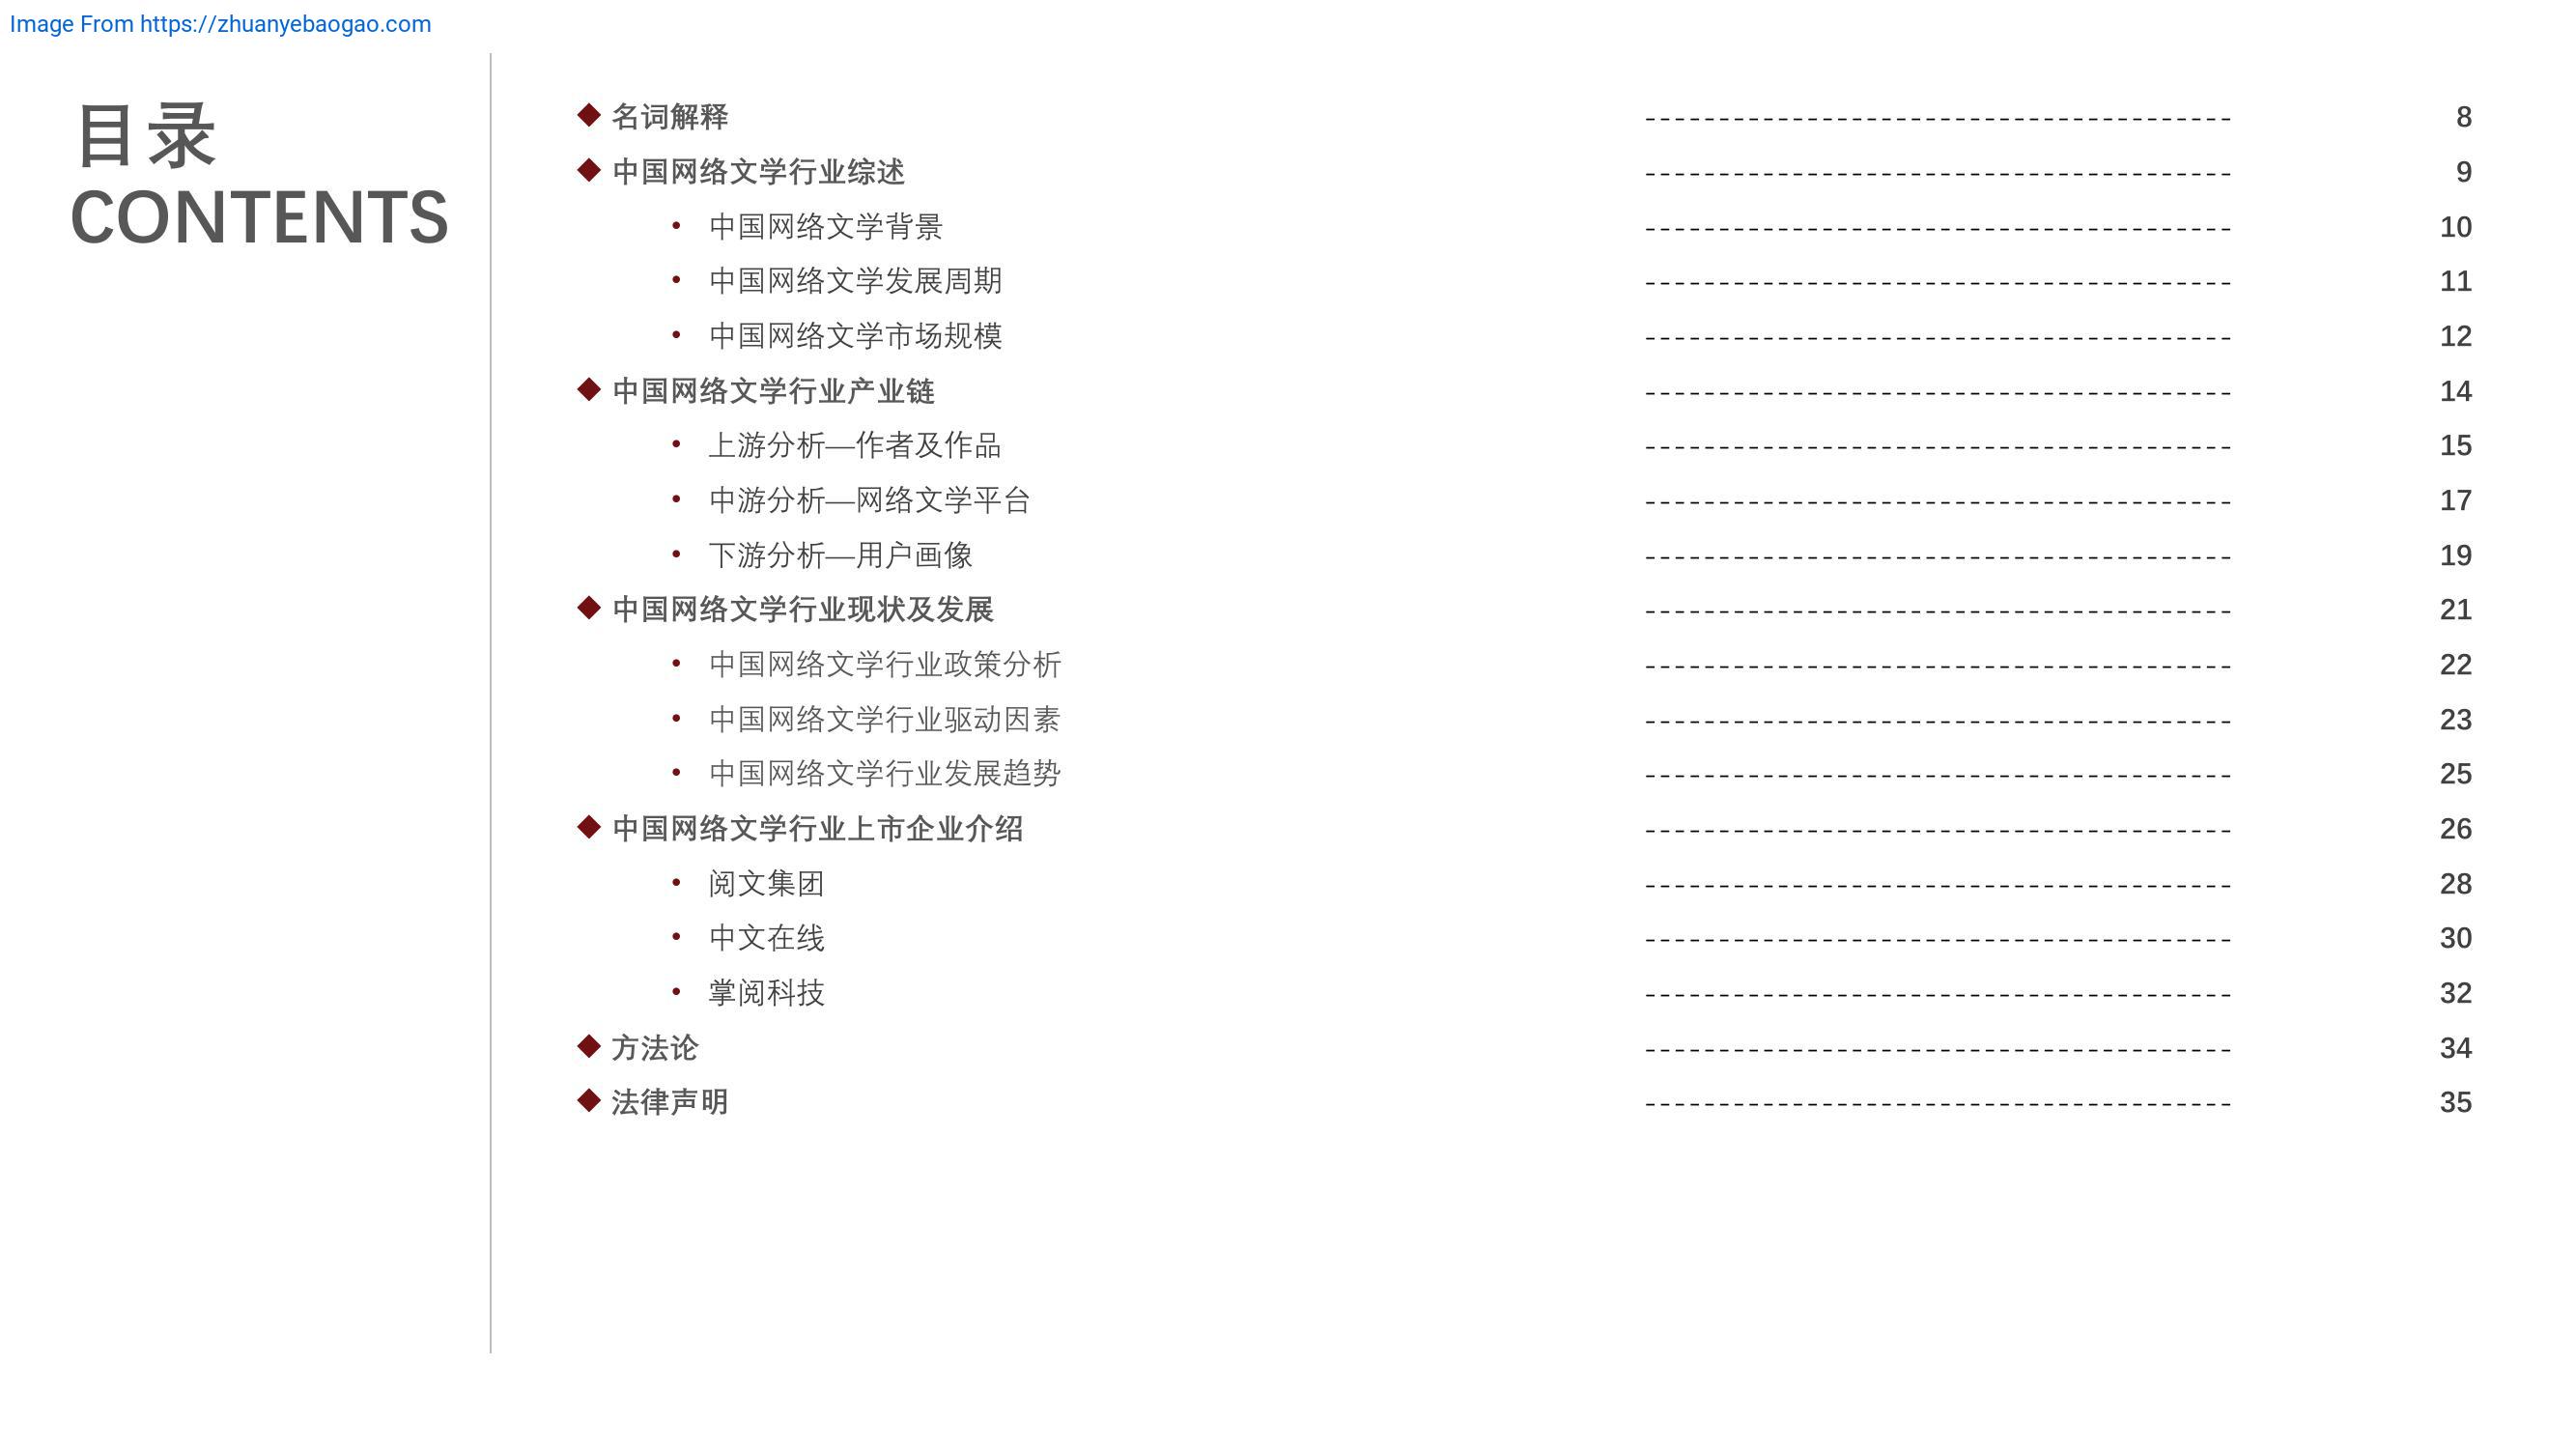 Image From https://zhuanyebaogao.com
目录
CONTENTS
◆ 名词解释 ---------------------------------------- 8
◆ 中国网络文学行业综述 ---------------------------------------- 9
• 中国网络文学背景 ---------------------------------------- 10
• 中国网络文学发展周期 ---------------------------------------- 11
• 中国网络文学市场规模 ---------------------------------------- 12
◆ 中国网络文学行业产业链 ---------------------------------------- 14
• 上游分析—作者及作品 ---------------------------------------- 15
• 中游分析—网络文学平台 ---------------------------------------- 17
• 下游分析—用户画像 ---------------------------------------- 19
◆ 中国网络文学行业现状及发展 ---------------------------------------- 21
• 中国网络文学行业政策分析 ---------------------------------------- 22
• 中国网络文学行业驱动因素 ---------------------------------------- 23
• 中国网络文学行业发展趋势 ---------------------------------------- 25
◆ 中国网络文学行业上市企业介绍 ---------------------------------------- 26
• 阅文集团 ---------------------------------------- 28
• 中文在线 ---------------------------------------- 30
• 掌阅科技 ---------------------------------------- 32
◆ 方法论 ---------------------------------------- 34
◆ 法律声明 ---------------------------------------- 35